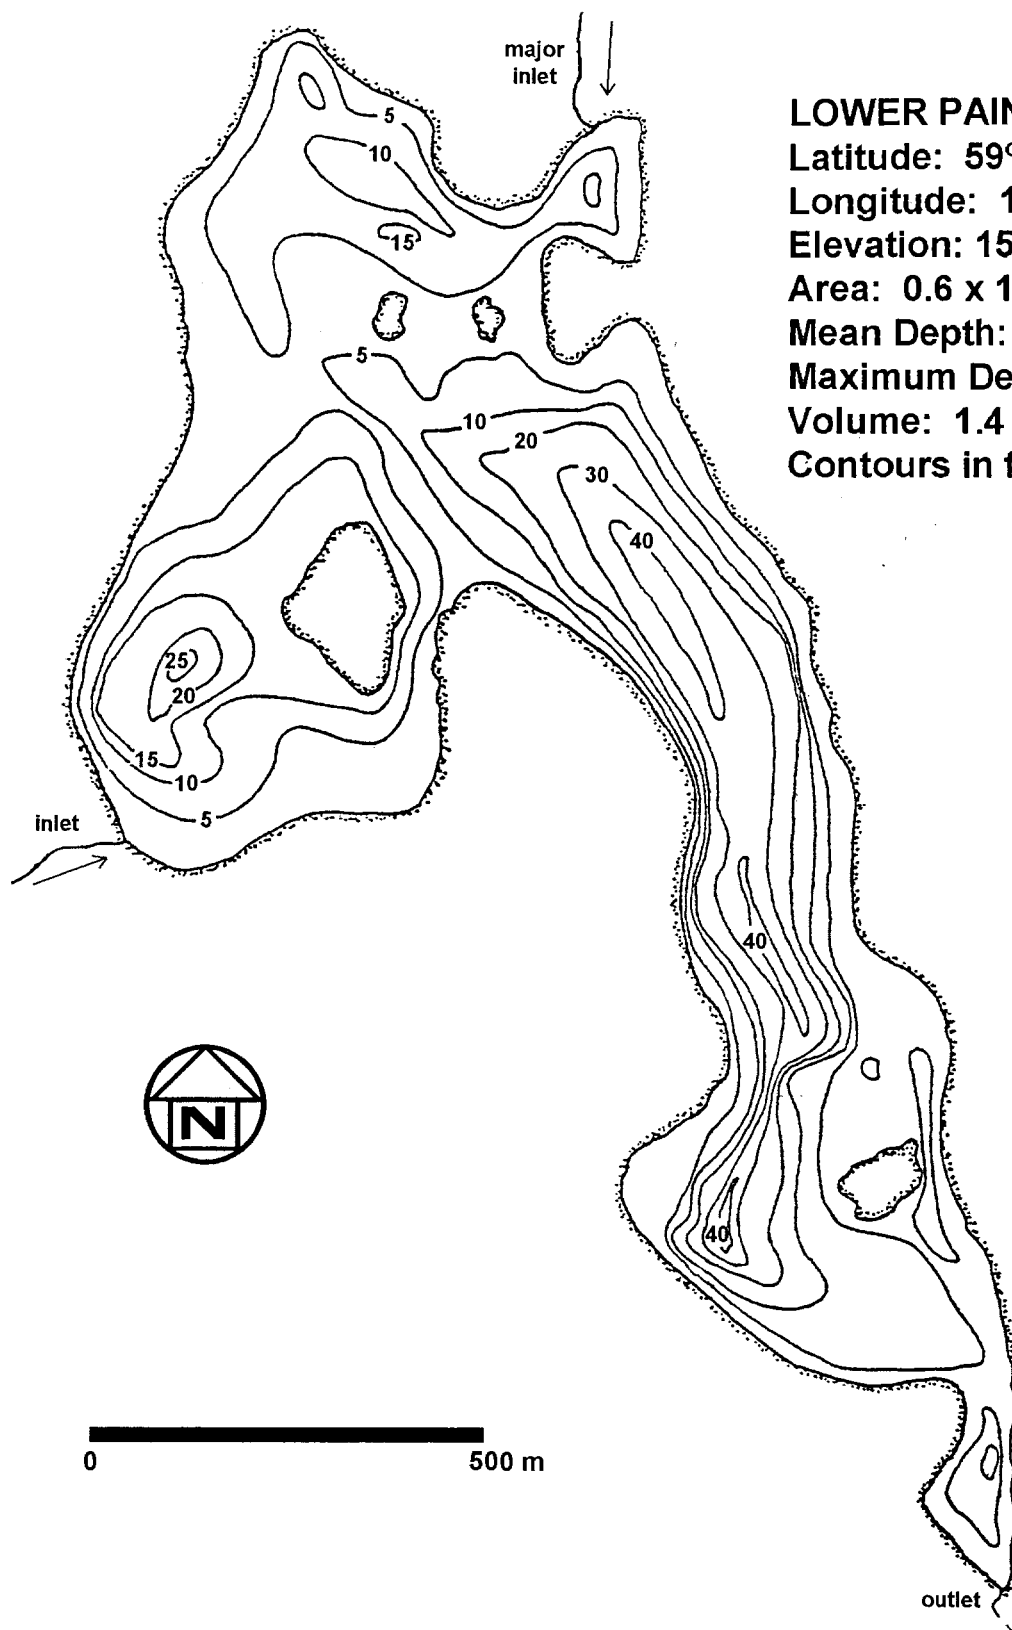 major
inlet
LOWER PAIN
Latitude: 59°
Longitude: 1
Elevation: 15
Area: 0.6 x 1
Mean Depth:
Maximum De
Volume: 1.4
Contours in f
5
10
15
5
10
20
30
40
25
20
15
10
5
inlet
40
N
40
0
500 m
outlet